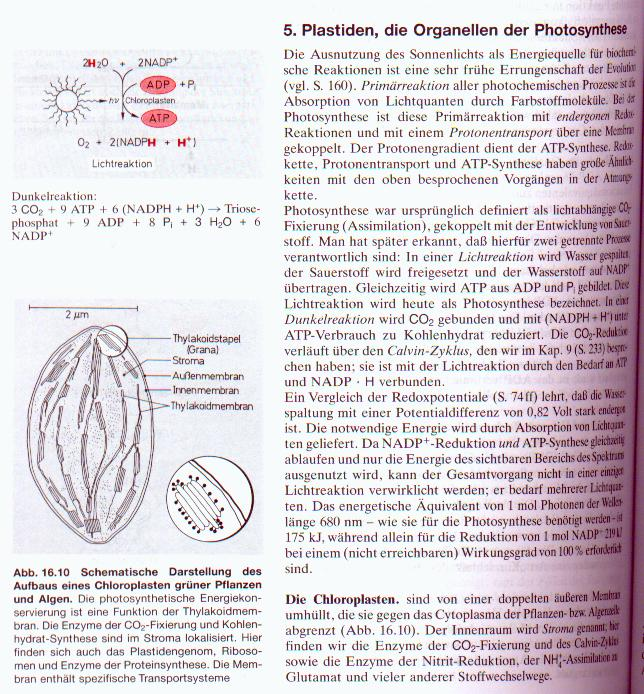 2H₂O + 2NADP⁺
ADP + Pᵢ
hν Chloroplasten
ATP
O₂ + 2(NADPH + H⁺)
Lichtreaktion
Dunkelreaktion:
3 CO₂ + 9 ATP + 6 (NADPH + H⁺) → Triose-
phosphat + 9 ADP + 8 Pᵢ + 3 H₂O + 6
NADP⁺
2 µm
Thylakoidstapel
(Grana)
Stroma
Außenmembran
Innenmembran
Thylakoidmembran
Abb. 16.10 Schematische Darstellung des
Aufbaus eines Chloroplasten grüner Pflanzen
und Algen. Die photosynthetische Energiekon-
servierung ist eine Funktion der Thylakoidmem-
bran. Die Enzyme der CO₂-Fixierung und Kohlen-
hydrat-Synthese sind im Stroma lokalisiert. Hier
finden sich auch das Plastidengenom, Riboso-
men und Enzyme der Proteinsynthese. Die Mem-
bran enthält spezifische Transportsysteme
5. Plastiden, die Organellen der Photosynthese
Die Ausnutzung des Sonnenlichts als Energiequelle für biochemi-
sche Reaktionen ist eine sehr frühe Errungenschaft der Evolution
(vgl. S. 160). Primärreaktion aller photochemischen Prozesse ist die
Absorption von Lichtquanten durch Farbstoffmoleküle. Bei der
Photosynthese ist diese Primärreaktion mit endergonen Redox-
Reaktionen und mit einem Protonentransport über eine Membran
gekoppelt. Der Protonengradient dient der ATP-Synthese. Redox-
kette, Protonentransport und ATP-Synthese haben große Ähnlich-
keiten mit den oben besprochenen Vorgängen in der Atmungs-
kette.
Photosynthese war ursprünglich definiert als lichtabhängige CO₂-
Fixierung (Assimilation), gekoppelt mit der Entwicklung von Sauer-
stoff. Man hat später erkannt, daß hierfür zwei getrennte Prozesse
verantwortlich sind: In einer Lichtreaktion wird Wasser gespalten,
der Sauerstoff wird freigesetzt und der Wasserstoff auf NADP⁺
übertragen. Gleichzeitig wird ATP aus ADP und Pᵢ gebildet. Diese
Lichtreaktion wird heute als Photosynthese bezeichnet. In einer
Dunkelreaktion wird CO₂ gebunden und mit (NADPH + H⁺) unter
ATP-Verbrauch zu Kohlenhydrat reduziert. Die CO₂-Reduktion
verläuft über den Calvin-Zyklus, den wir im Kap. 9 (S. 233) bespro-
chen haben; sie ist mit der Lichtreaktion durch den Bedarf an ATP
und NADP · H verbunden.
Ein Vergleich der Redoxpotentiale (S. 74ff) lehrt, daß die Wasser-
spaltung mit einer Potentialdifferenz von 0,82 Volt stark endergon
ist. Die notwendige Energie wird durch Absorption von Lichtquan-
ten geliefert. Da NADP⁺-Reduktion und ATP-Synthese gleichzeitig
ablaufen und nur die Energie des sichtbaren Bereichs des Spektrums
ausgenutzt wird, kann der Gesamtvorgang nicht in einer einzigen
Lichtreaktion verwirklicht werden; er bedarf mehrerer Lichtquan-
ten. Das energetische Äquivalent von 1 mol Photonen der Wellen-
länge 680 nm – wie sie für die Photosynthese benötigt werden – ist
175 kJ, während allein für die Reduktion von 1 mol NADP⁺ 219 kJ
bei einem (nicht erreichbaren) Wirkungsgrad von 100 % erforderlich
sind.
Die Chloroplasten. sind von einer doppelten äußeren Membran
umhüllt, die sie gegen das Cytoplasma der Pflanzen- bzw. Algenzelle
abgrenzt (Abb. 16.10). Der Innenraum wird Stroma genannt; hier
finden wir die Enzyme der CO₂-Fixierung und des Calvin-Zyklus
sowie die Enzyme der Nitrit-Reduktion, der NH₄⁺-Assimilation zu
Glutamat und vieler anderer Stoffwechselwege.